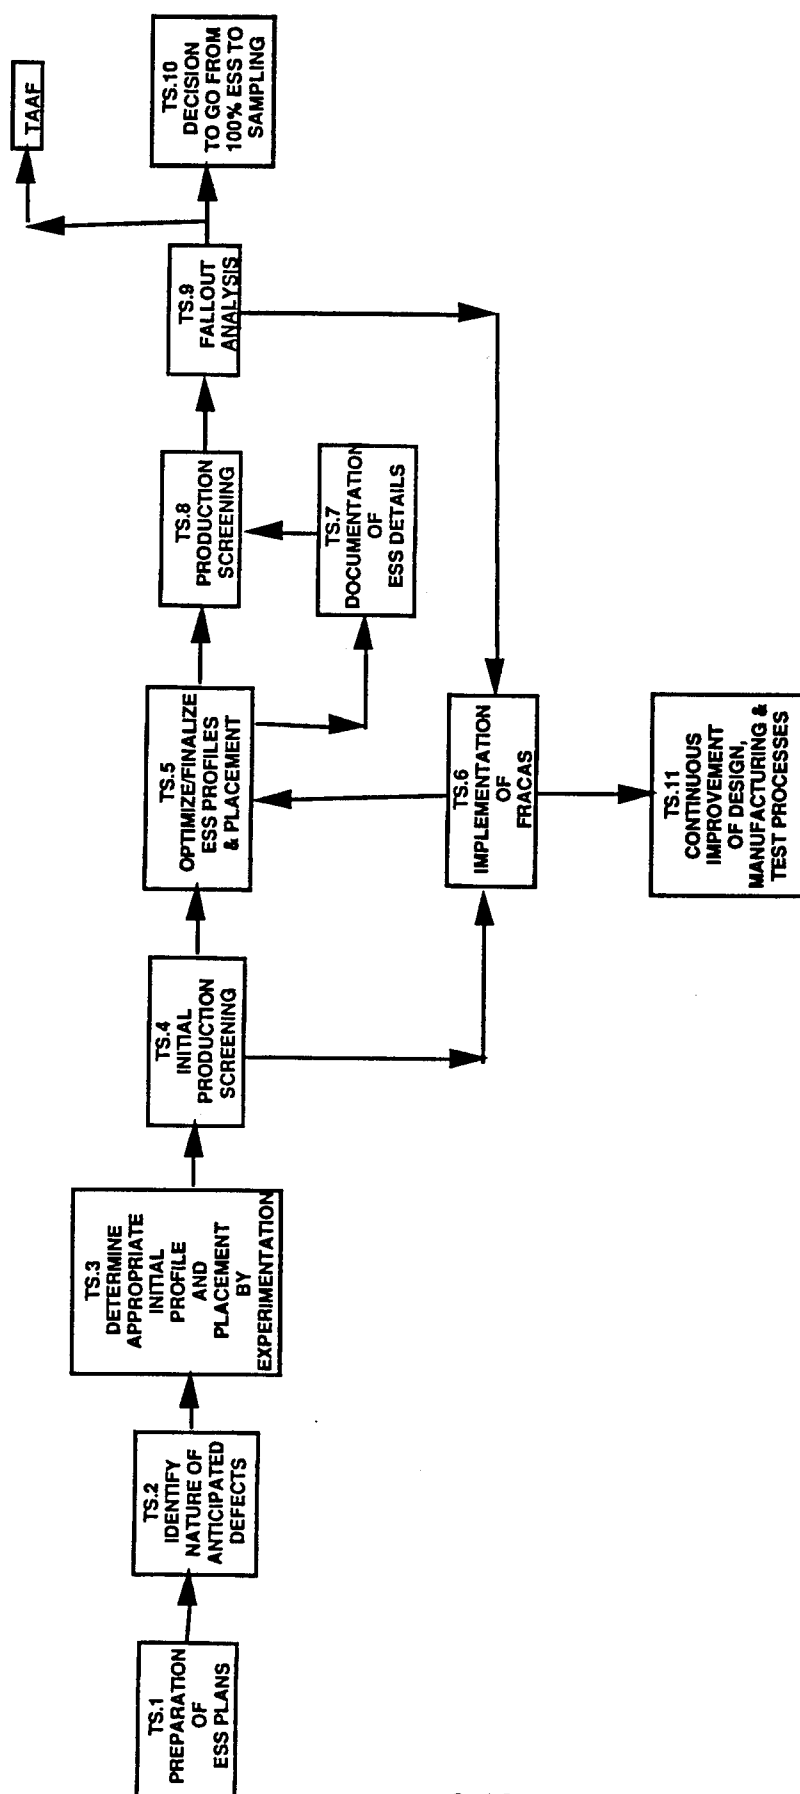 TS.1
PREPARATION
OF
ESS PLANS
TS.2
IDENTIFY
NATURE OF
ANTICIPATED
DEFECTS
TS.3
DETERMINE
APPROPRIATE
INITIAL
PROFILE
AND
PLACEMENT
BY
EXPERIMENTATION
TS.4
INITIAL
PRODUCTION
SCREENING
TS.5
OPTIMIZE/FINALIZE
ESS PROFILES
& PLACEMENT
TS.6
IMPLEMENTATION
OF
FRACAS
TS.7
DOCUMENTATION
OF
ESS DETAILS
TS.8
PRODUCTION
SCREENING
TS.9
FALLOUT
ANALYSIS
TAAF
TS.10
DECISION
TO GO FROM
100% ESS TO
SAMPLING
TS.11
CONTINUOUS
IMPROVEMENT
OF DESIGN,
MANUFACTURING &
TEST PROCESSES